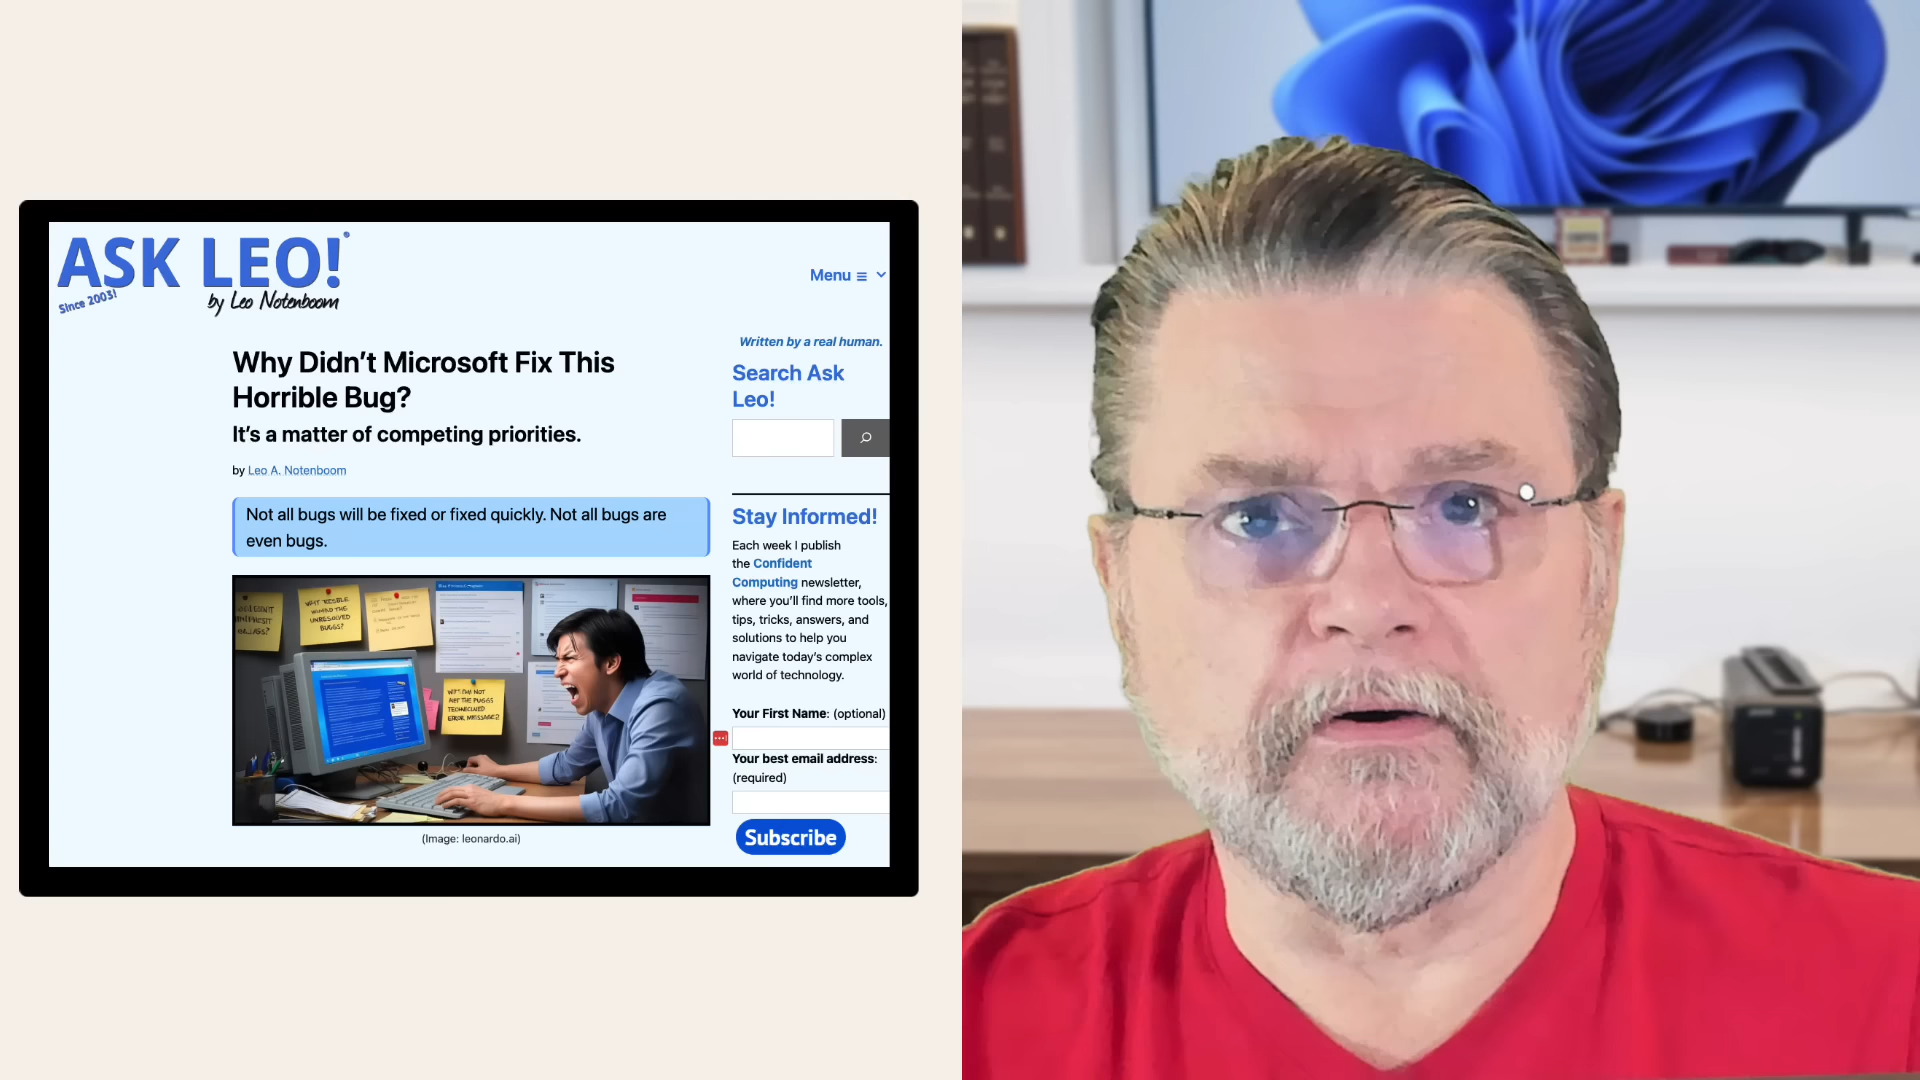 ASK LEO!
Since 2003!
by Leo Notenboom
Menu
Why Didn't Microsoft Fix This
Horrible Bug?
It's a matter of competing priorities.
by Leo A. Notenboom
Not all bugs will be fixed or fixed quickly. Not all bugs are
even bugs.
(Image: leonardo.ai)
Written by a real human.
Search Ask
Leo!
Stay Informed!
Each week I publish
the Confident
Computing newsletter,
where you'll find more tools,
tips, tricks, answers, and
solutions to help you
navigate today's complex
world of technology.
Your First Name: (optional)
Your best email address:
(required)
Subscribe